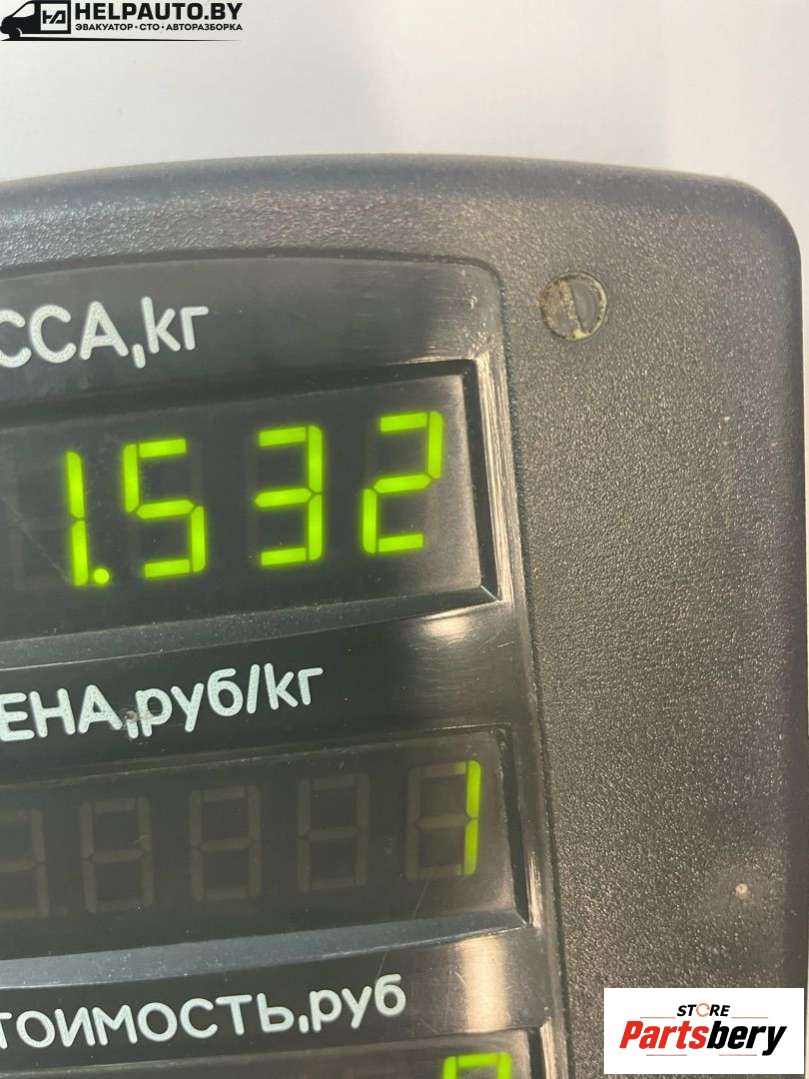 HELPAUTO.BY
ЭВАКУАТОР • СТО • АВТОРАЗБОРКА
ССА,кг
1.532
ЕНА,руб/кг
1
ТОИМОСТЬ,руб
STORE
Partsbery